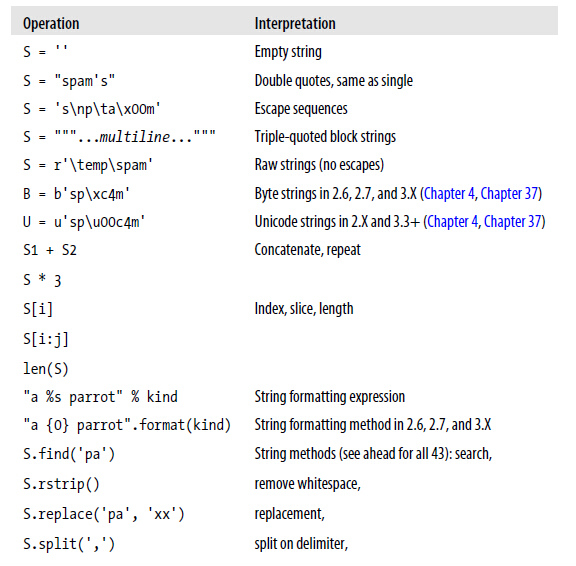 Operation Interpretation
S = '' Empty string
S = "spam's" Double quotes, same as single
S = 's\np\ta\x00m' Escape sequences
S = """...multiline...""" Triple-quoted block strings
S = r'\temp\spam' Raw strings (no escapes)
B = b'sp\xc4m' Byte strings in 2.6, 2.7, and 3.X (Chapter 4, Chapter 37)
U = u'sp\u00c4m' Unicode strings in 2.X and 3.3+ (Chapter 4, Chapter 37)
S1 + S2 Concatenate, repeat
S * 3
S[i] Index, slice, length
S[i:j]
len(S)
"a %s parrot" % kind String formatting expression
"a {0} parrot".format(kind) String formatting method in 2.6, 2.7, and 3.X
S.find('pa') String methods (see ahead for all 43): search,
S.rstrip() remove whitespace,
S.replace('pa', 'xx') replacement,
S.split(',') split on delimiter,